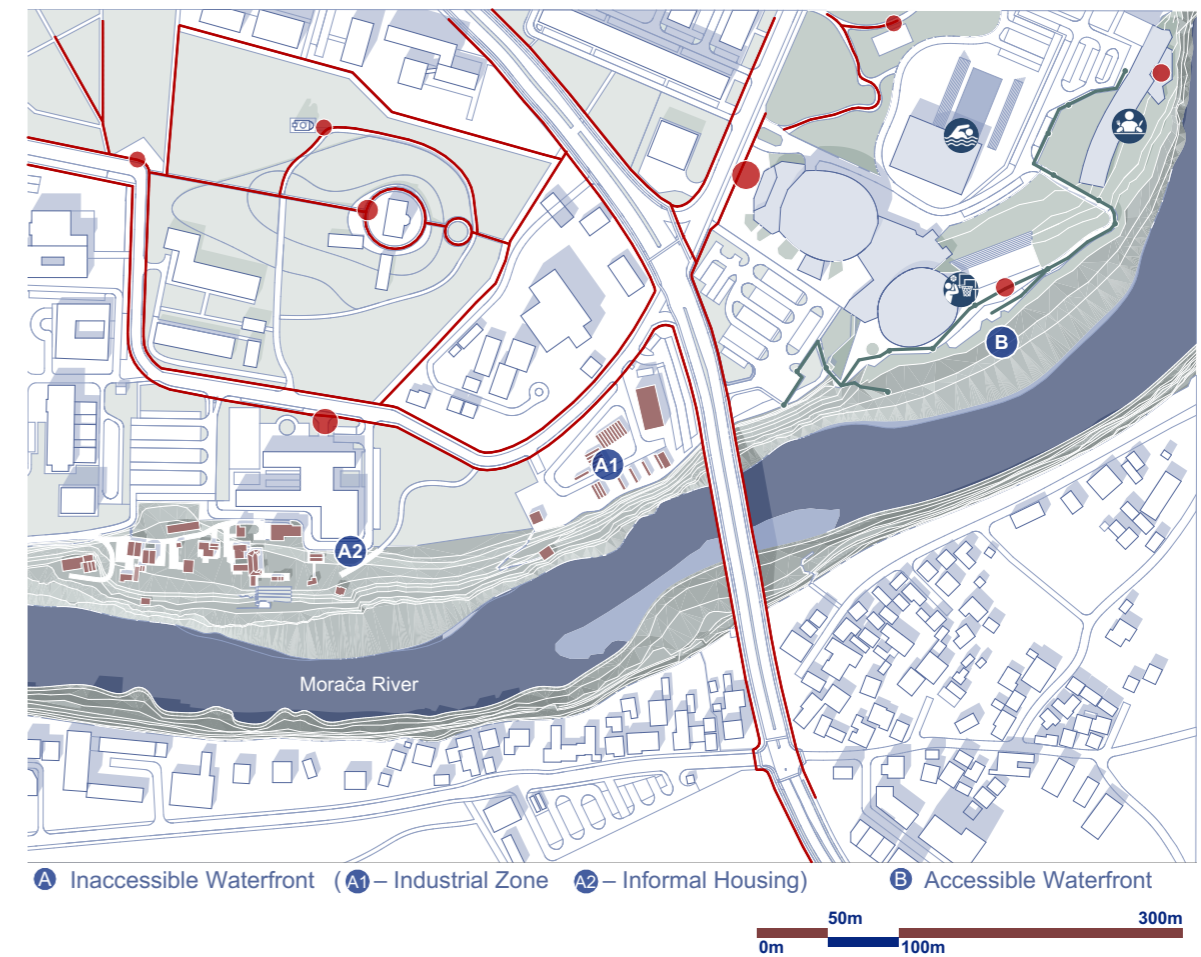 B
A1
A2
Morača River
A Inaccessible Waterfront (A1 – Industrial Zone A2 – Informal Housing) B Accessible Waterfront
50m 300m
0m 100m